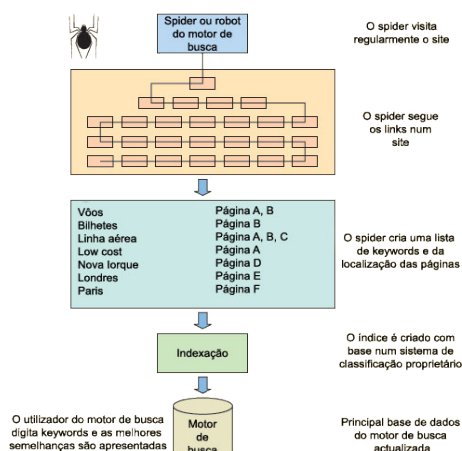 Spider ou robot
do motor de
busca
O spider visita
regularmente o site
O spider segue
os links num
site
Vôos Página A, B
Bilhetes Página B
Linha aérea Página A, B, C
Low cost Página A
Nova Iorque Página D
Londres Página E
Paris Página F
O spider cria uma lista
de keywords e da
localização das páginas
Indexação
O índice é criado com
base num sistema de
classificação proprietário
O utilizador do motor de busca
digita keywords e as melhores
semelhanças são apresentadas
Motor
de
busca
Principal base de dados
do motor de busca
actualizada